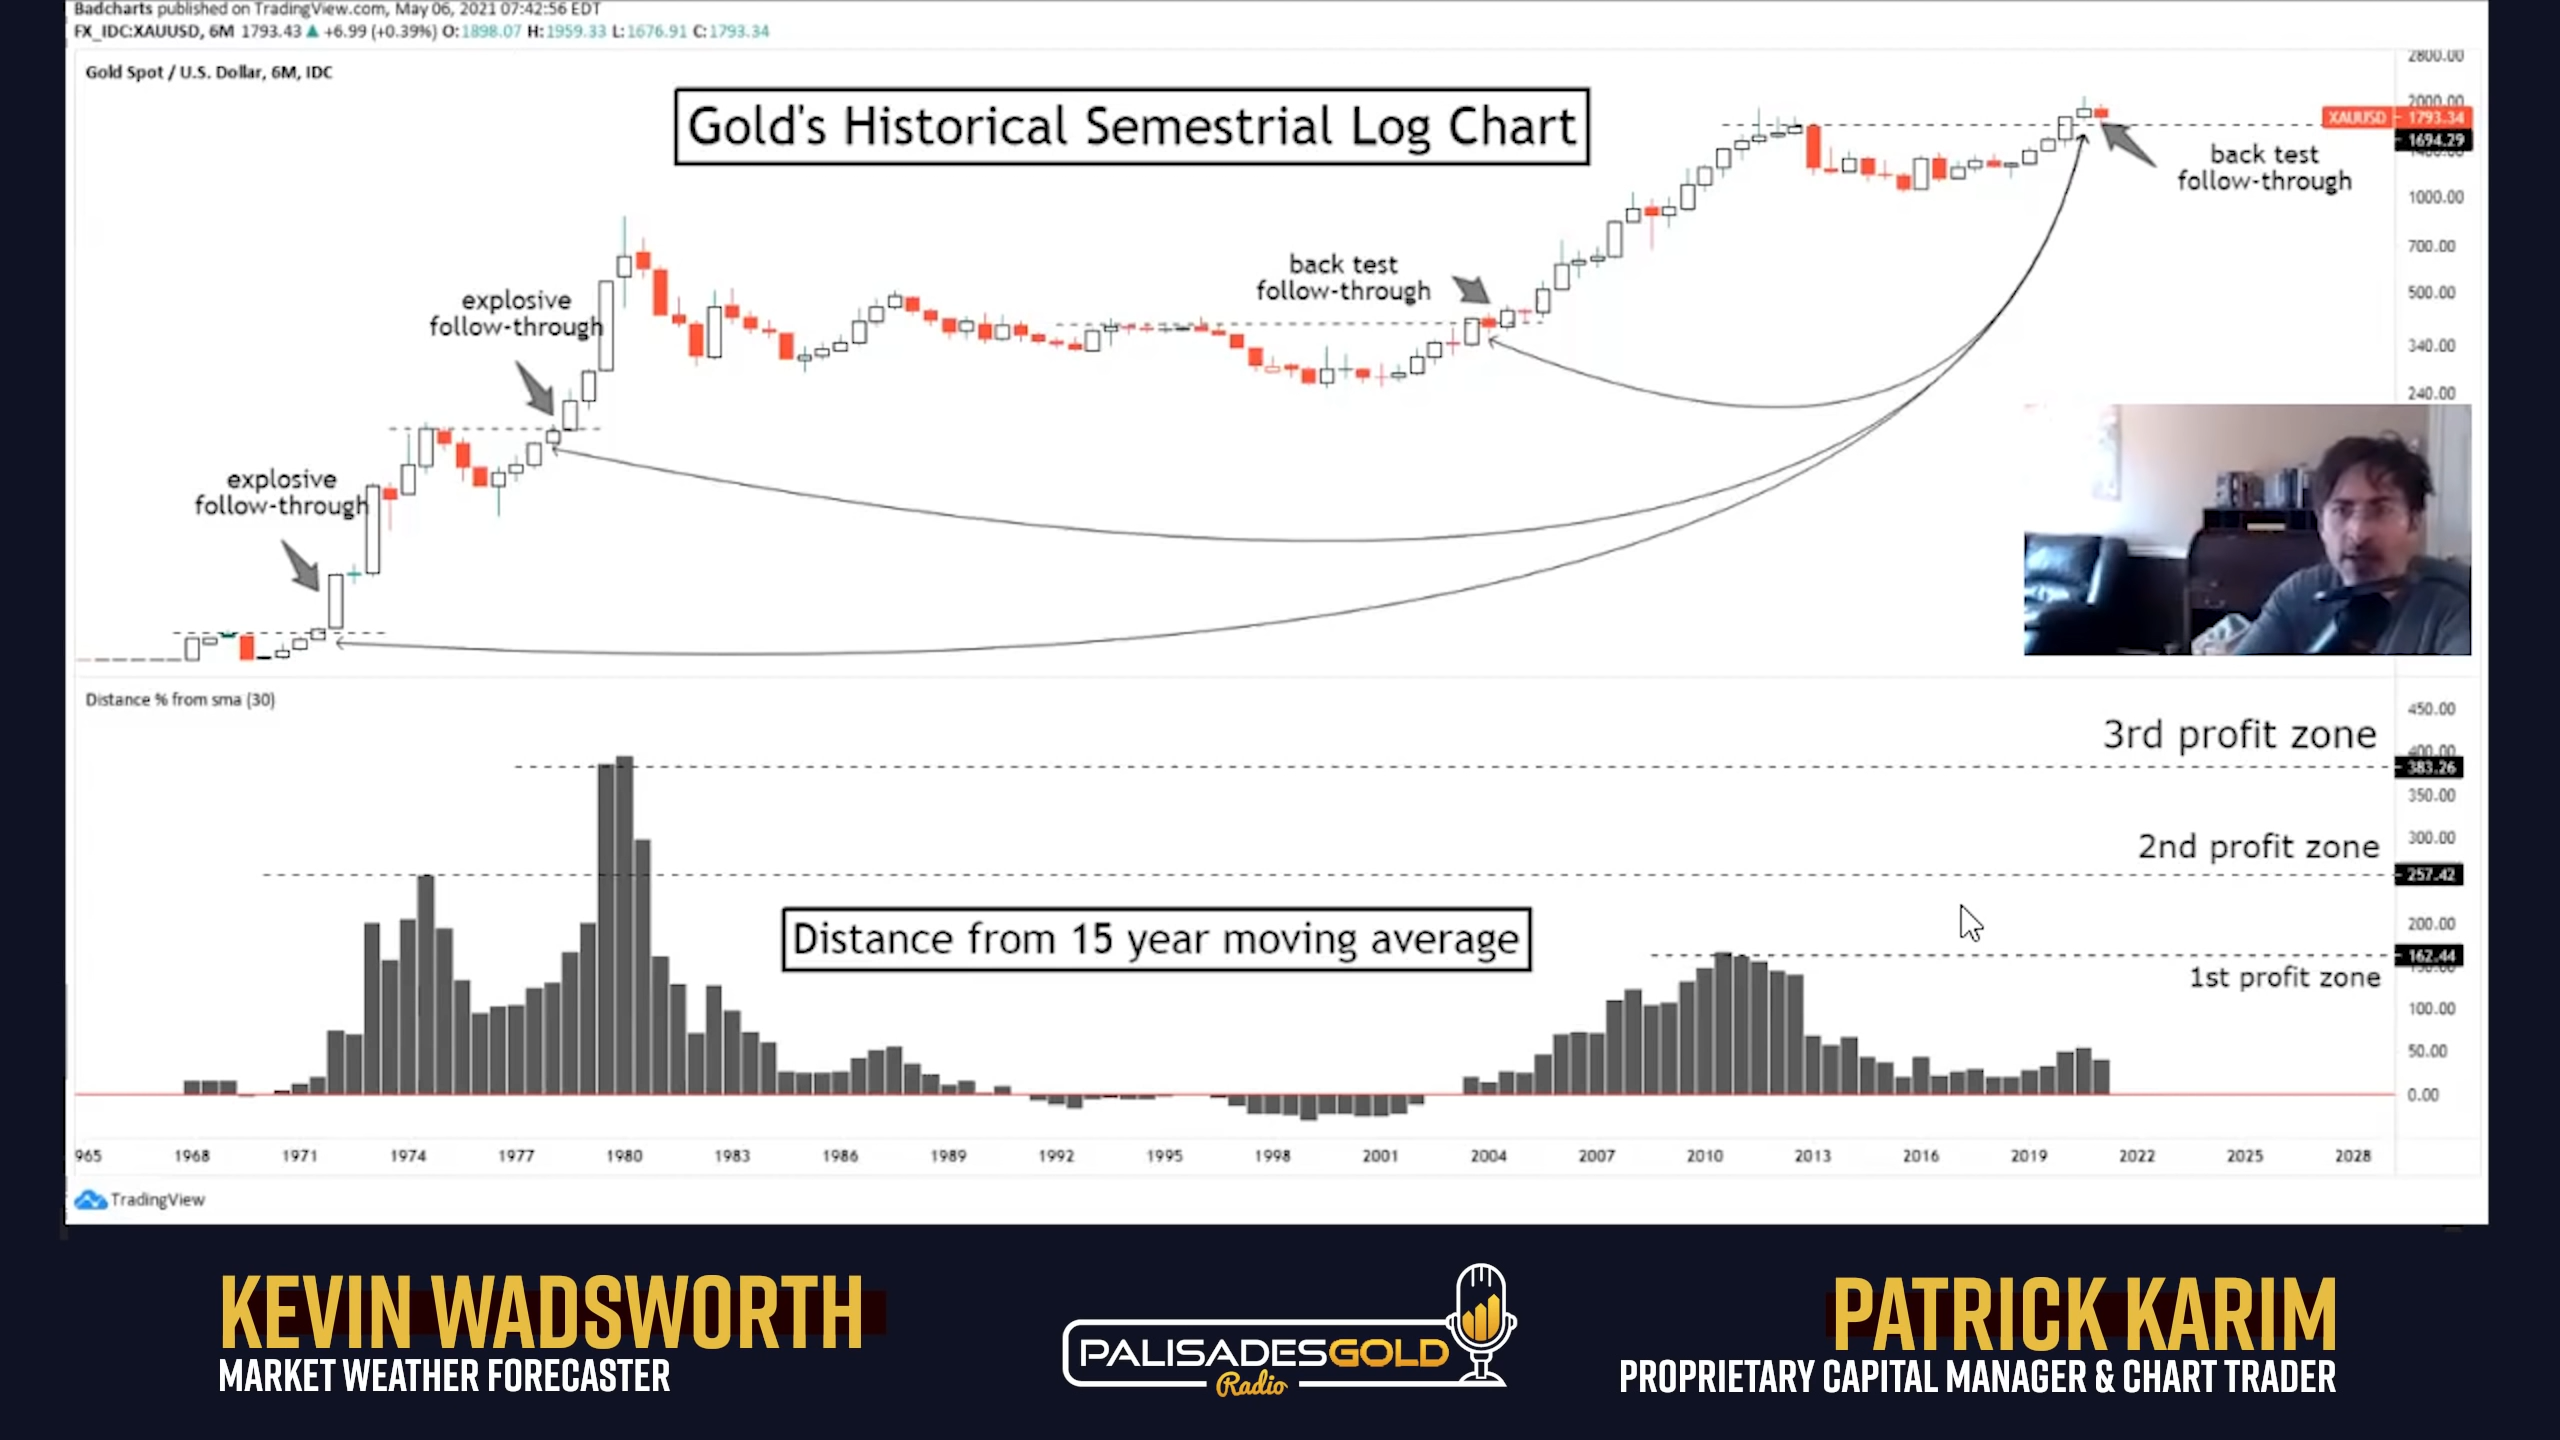 Badcharts published on TradingView.com, May 06, 2021 07:42:56 EDT
FX_IDC:XAUUSD, 6M 1793.43 ▲ +6.99 (+0.39%) O:1898.07 H:1959.33 L:1676.91 C:1793.34
Gold Spot / U.S. Dollar, 6M, IDC
Gold's Historical Semestrial Log Chart
2800.00
2000.00
XAUUSD 1793.34
1694.29
1400.00
1000.00
700.00
500.00
340.00
240.00
back test
follow-through
back test
follow-through
explosive
follow-through
explosive
follow-through
Distance % from sma (30)
Distance from 15 year moving average
3rd profit zone
2nd profit zone
1st profit zone
450.00
400.00
383.26
350.00
300.00
257.42
200.00
162.44
150.00
100.00
50.00
0.00
965 1968 1971 1974 1977 1980 1983 1986 1989 1992 1995 1998 2001 2004 2007 2010 2013 2016 2019 2022 2025 2028
TradingView
KEVIN WADSWORTH
MARKET WEATHER FORECASTER
PALISADESGOLD
Radio
PATRICK KARIM
PROPRIETARY CAPITAL MANAGER & CHART TRADER